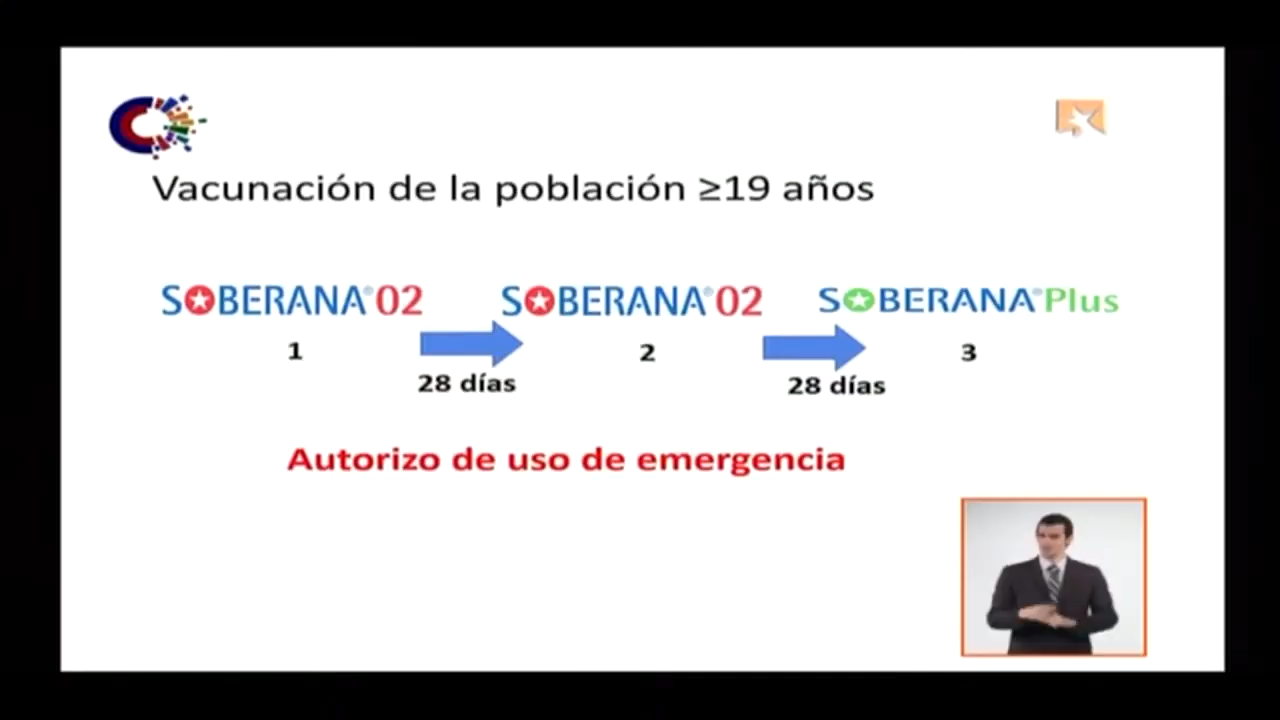 Vacunación de la población ≥19 años
SOBERANA®02 SOBERANA®02 SOBERANA®Plus
1 2 3
28 días 28 días
Autorizo de uso de emergencia